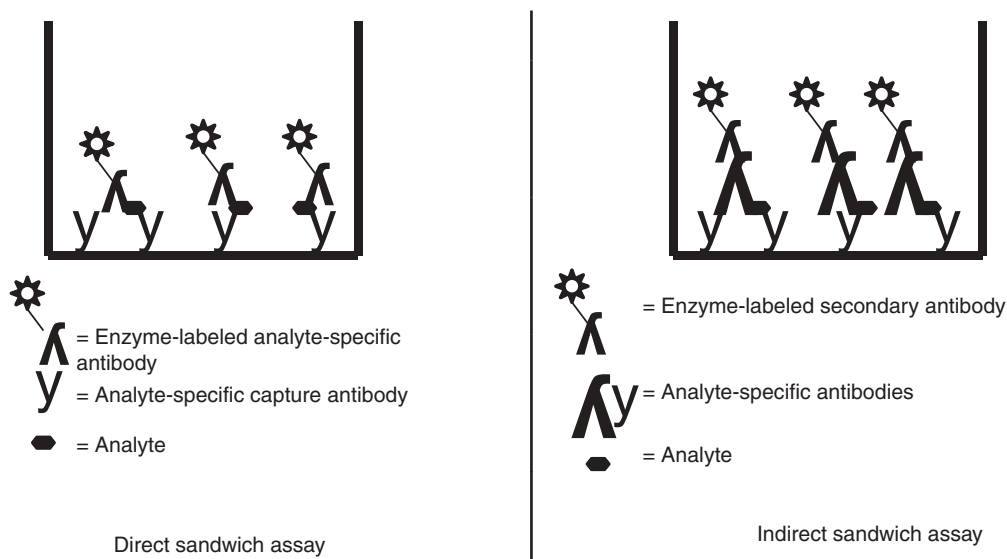 = Enzyme-labeled analyte-specific
antibody
= Analyte-specific capture antibody
= Analyte
Direct sandwich assay
= Enzyme-labeled secondary antibody
= Analyte-specific antibodies
= Analyte
Indirect sandwich assay